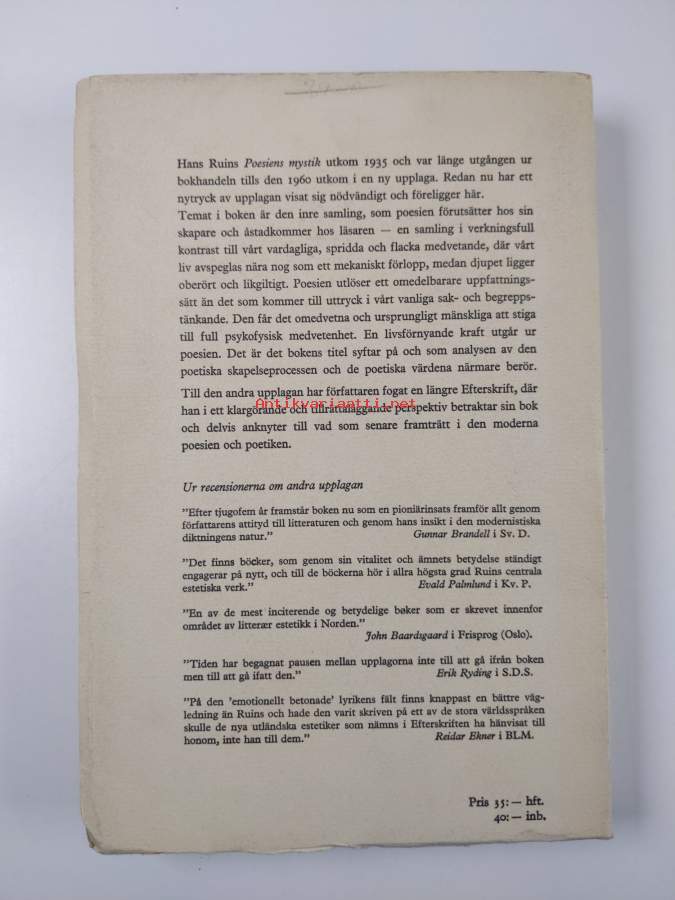 Hans Ruins Poesiens mystik utkom 1935 och var länge utgången ur
bokhandeln tills den 1960 utkom i en ny upplaga. Redan nu har ett
nytryck av upplagan visat sig nödvändigt och föreligger här.
Temat i boken är den inre samling, som poesien förutsätter hos sin
skapare och åstadkommer hos läsaren — en samling i verkningsfull
kontrast till vårt vardagliga, spridda och flacka medvetande, där vårt
liv avspeglas nära nog som ett mekaniskt förlopp, medan djupet ligger
oberört och likgiltigt. Poesien utlöser ett omedelbarare uppfattnings-
sätt än det som kommer till uttryck i vårt vanliga sak- och begrepps-
tänkande. Den får det omedvetna och ursprungligt mänskliga att stiga
till full psykofysisk medvetenhet. En livsförnyande kraft utgår ur
poesien. Det är det bokens titel syftar på och som analysen av den
poetiska skapelseprocessen och de poetiska värdena närmare berör.
Till den andra upplagan har författaren fogat en längre Efterskrift, där
Antikvariaatti.net
han i ett klargörande och tillrättaläggande perspektiv betraktar sin bok
och delvis anknyter till vad som senare framträtt i den moderna
poesien och poetiken.
Ur recensionerna om andra upplagan
"Efter tjugofem år framstår boken nu som en pioniärinsats framför allt genom
författarens attityd till litteraturen och genom hans insikt i den modernistiska
diktningens natur." Gunnar Brandell i Sv. D.
"Det finns böcker, som genom sin vitalitet och ämnets betydelse ständigt
engagerar på nytt, och till de böckerna hör i allra högsta grad Ruins centrala
estetiska verk." Evald Palmlund i Kv. P.
"En av de mest inciterende og betydelige bøker som er skrevet innenfor
området av litterær estetikk i Norden."
John Baardsgaard i Frisprog (Oslo).
"Tiden har begagnat pausen mellan upplagorna inte till att gå ifrån boken
men till att gå ifatt den." Erik Ryding i S.D.S.
"På den 'emotionellt betonade' lyrikens fält finns knappast en bättre väg-
ledning än Ruins och hade den varit skriven på ett av de stora världsspråken
skulle de nya utländska estetiker som nämns i Efterskriften ha hänvisat till
honom, inte han till dem." Reidar Ekner i BLM.
Pris 35:— hft.
40:— inb.